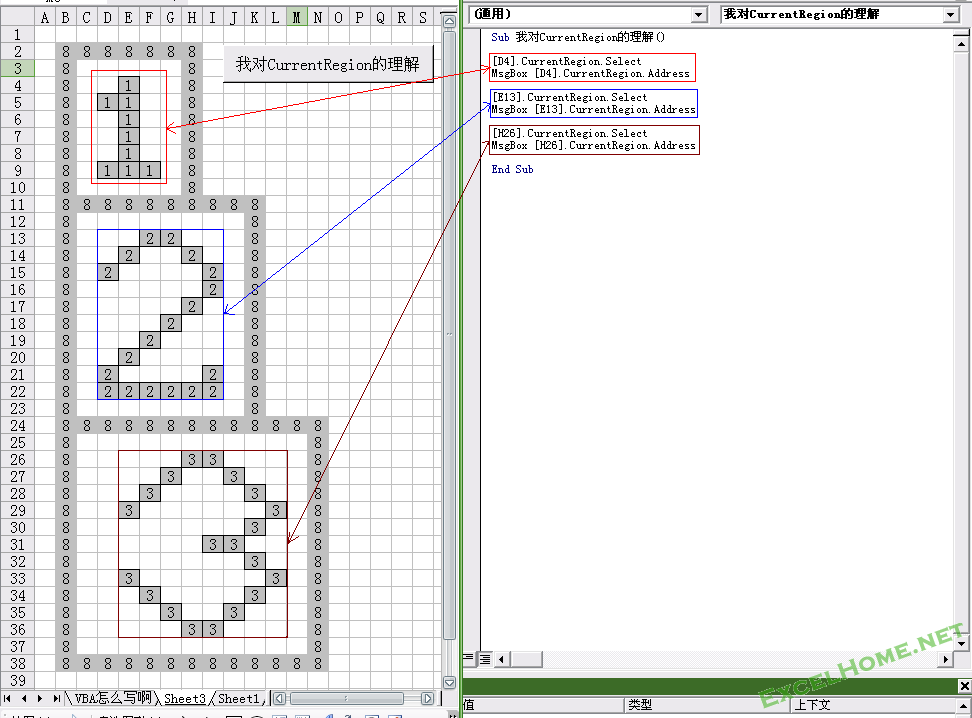 A B C D E F G H I J K L M N O P Q R S
1
2 8 8 8 8 8 8 8
3 8 8
4 8 1 8
5 8 1 1 8
6 8 1 8
7 8 1 8
8 8 1 8
9 8 1 1 1 8
10 8 8
11 8 8 8 8 8 8 8 8 8 8
12 8 8
13 8 2 2 8
14 8 2 2 8
15 8 2 2 8
16 8 2 8
17 8 2 8
18 8 2 8
19 8 2 8
20 8 2 8
21 8 2 2 8
22 8 2 2 2 2 2 2 8
23 8 8
24 8 8 8 8 8 8 8 8 8 8 8 8 8
25 8 8
26 8 3 3 8
27 8 3 3 8
28 8 3 3 8
29 8 3 3 8
30 8 3 8
31 8 3 3 8
32 8 3 8
33 8 3 3 8
34 8 3 3 8
35 8 3 3 8
36 8 3 3 8
37 8 8
38 8 8 8 8 8 8 8 8 8 8 8 8 8
39
我对CurrentRegion的理解
VBA怎么写啊 Sheet3 Sheet1
(通用) 我对CurrentRegion的理解
Sub 我对CurrentRegion的理解()
[D4].CurrentRegion.Select
MsgBox [D4].CurrentRegion.Address
[E13].CurrentRegion.Select
MsgBox [E13].CurrentRegion.Address
[H26].CurrentRegion.Select
MsgBox [H26].CurrentRegion.Address
End Sub
EXCELHOME.NET
值 类型 上下文